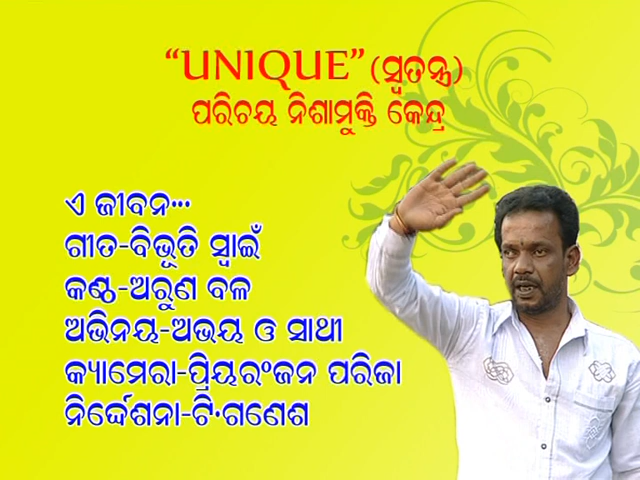 “UNIQUE” (ସ୍ୱତନ୍ତ୍ର)
ପରିଚୟ ନିଶାମୁକ୍ତି କେନ୍ଦ୍ର
ଏ ଜୀବନ...
ଗୀତ-ବିଭୂତି ସ୍ୱାଇଁ
କଣ୍ଠ-ଅରୁଣ ବଳ
ଅଭିନୟ-ଅଭୟ ଓ ସାଥୀ
କ୍ୟାମେରା-ପ୍ରିୟରଂଜନ ପରିଜା
ନିର୍ଦ୍ଦେଶନା-ଟି.ଗଣେଶ